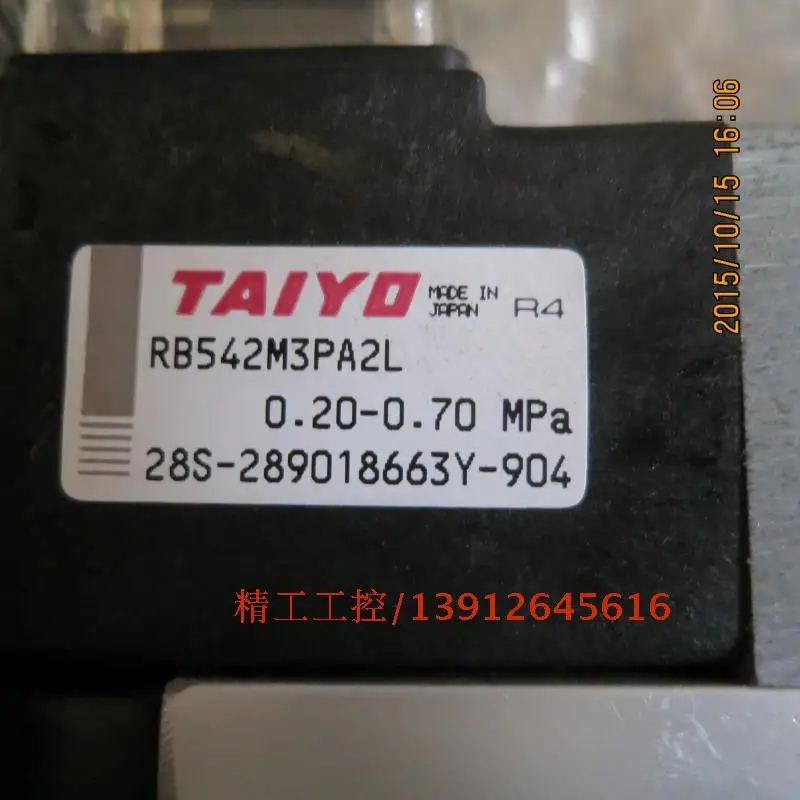 TAIYO MADE IN JAPAN R4
RB542M3PA2L
0.20-0.70 MPa
28S-289018663Y-904
精工工控/13912645616
2015/10/15 16:06